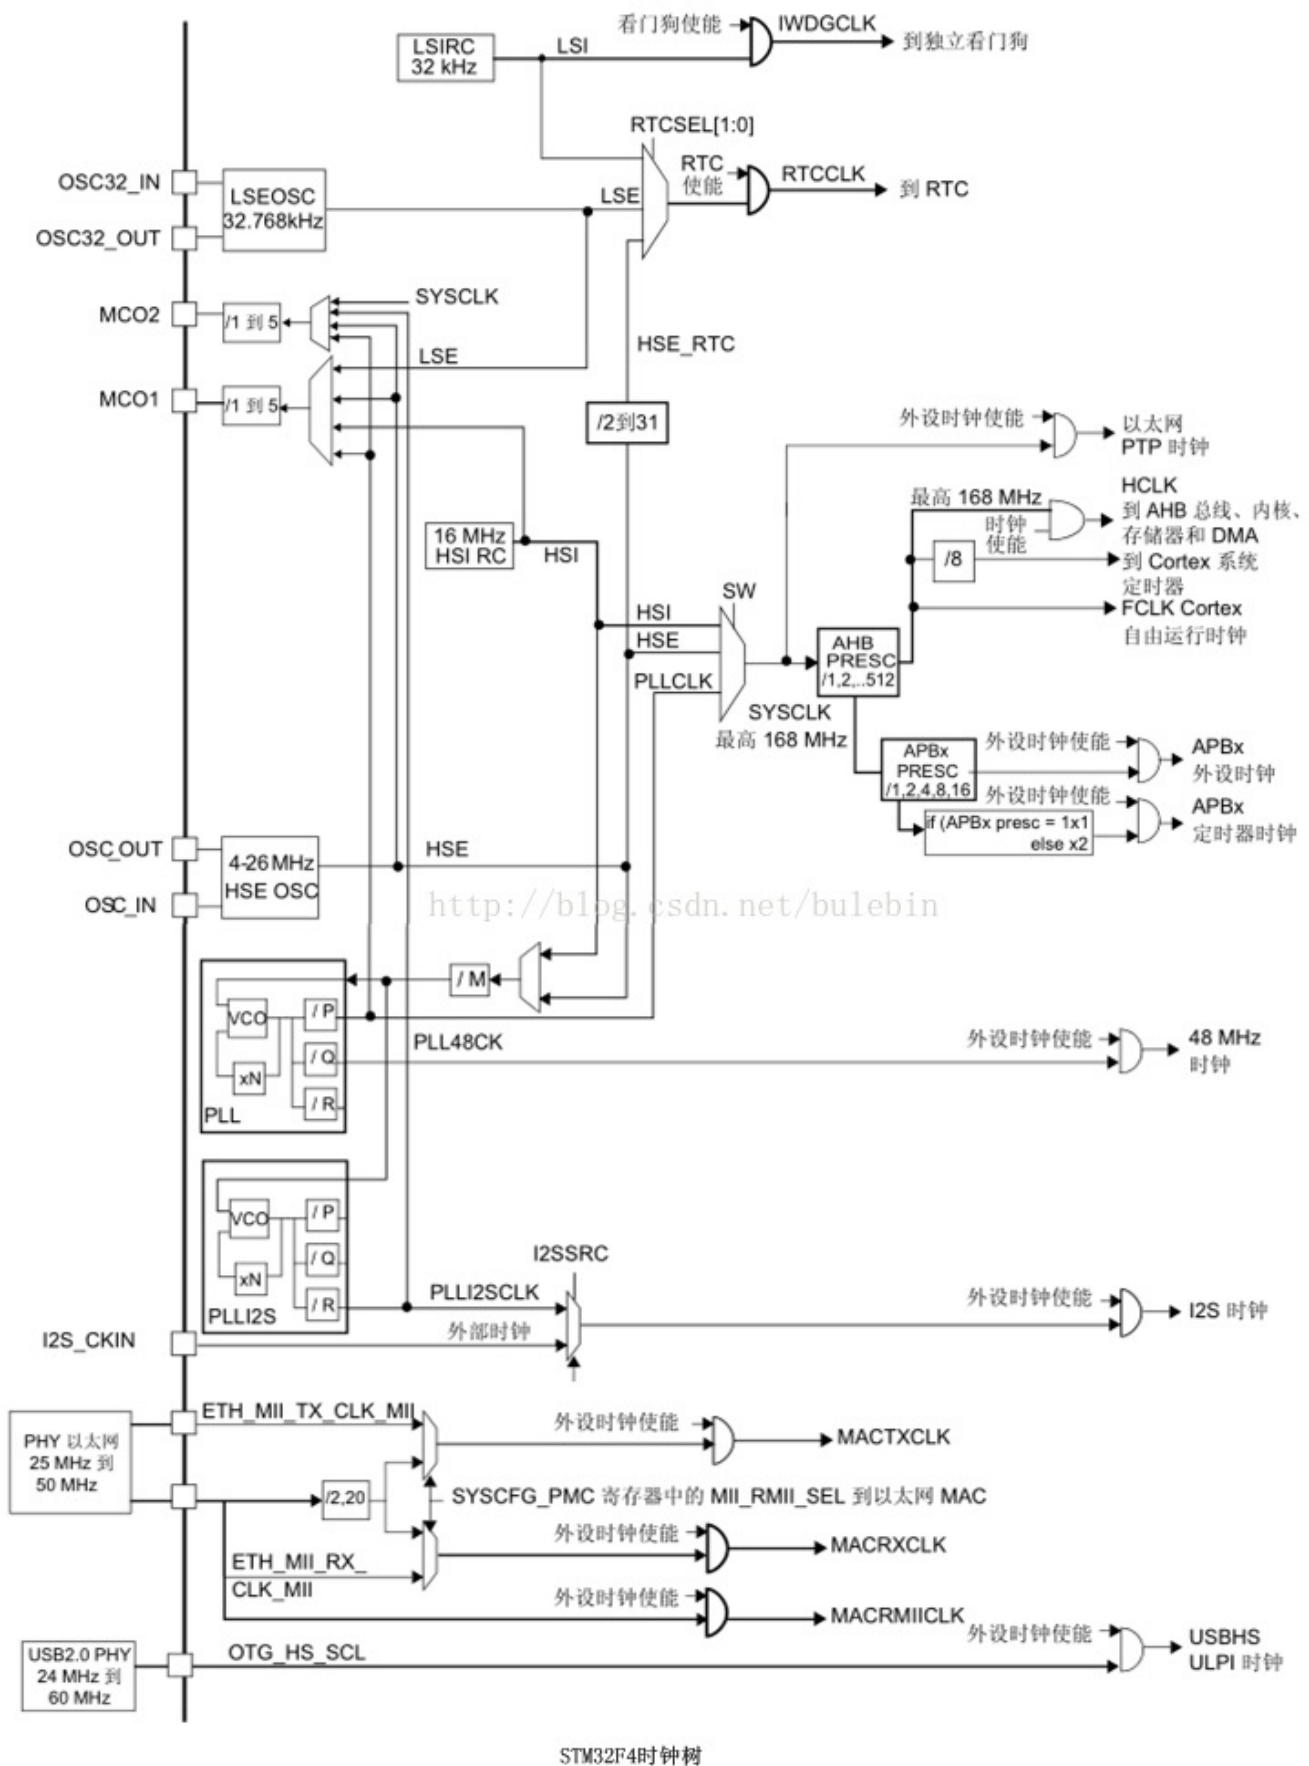 看门狗使能
IWDGCLK
到独立看门狗
LSIRC
32 kHz
LSI
RTCSEL[1:0]
RTC
使能
RTCCLK
到 RTC
OSC32_IN
LSEOSC
32.768kHz
LSE
OSC32_OUT
MCO2
/1 到 5
SYSCLK
HSE_RTC
LSE
MCO1
/1 到 5
/2到31
外设时钟使能
以太网
PTP 时钟
最高 168 MHz
HCLK
到 AHB 总线、内核、
存储器和 DMA
时钟
使能
16 MHz
HSI RC
HSI
/8
到 Cortex 系统
定时器
FCLK Cortex
自由运行时钟
SW
HSI
HSE
PLLCLK
AHB
PRESC
/1,2,..512
SYSCLK
最高 168 MHz
APBx
PRESC
/1,2,4,8,16
外设时钟使能
APBx
外设时钟
外设时钟使能
APBx
定时器时钟
if (APBx presc = 1x1
else x2
OSC_OUT
4-26 MHz
HSE OSC
HSE
OSC_IN
http://blog.csdn.net/bulebin
/ M
VCO
/ P
xN
/ Q
/ R
PLL
PLL48CK
外设时钟使能
48 MHz
时钟
VCO
/ P
xN
/ Q
/ R
PLLI2S
I2SSRC
PLLI2SCLK
外部时钟
外设时钟使能
I2S 时钟
I2S_CKIN
PHY 以太网
25 MHz 到
50 MHz
ETH_MII_TX_CLK_MII
外设时钟使能
MACTXCLK
/2,20
SYSCFG_PMC 寄存器中的 MII_RMII_SEL 到以太网 MAC
外设时钟使能
MACRXCLK
ETH_MII_RX_
CLK_MII
外设时钟使能
MACRMIICLK
USB2.0 PHY
24 MHz 到
60 MHz
OTG_HS_SCL
外设时钟使能
USBHS
ULPI 时钟
STM32F4时钟树